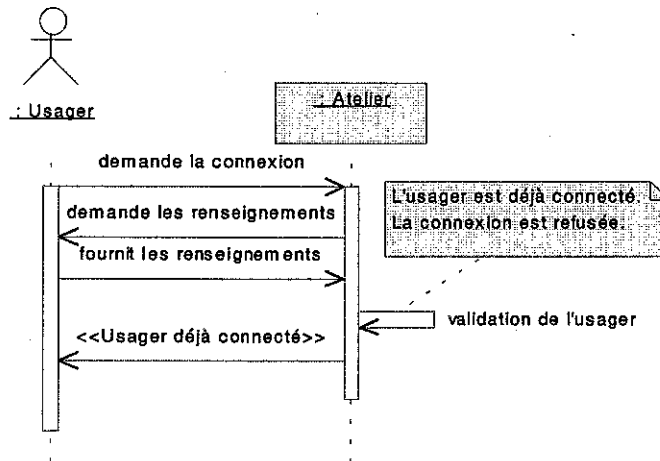 : Usager
: Atelier
demande la connexion
L'usager est déjà connecté.
La connexion est refusée.
demande les renseignements
fournit les renseignements
validation de l'usager
<<Usager déjà connecté>>